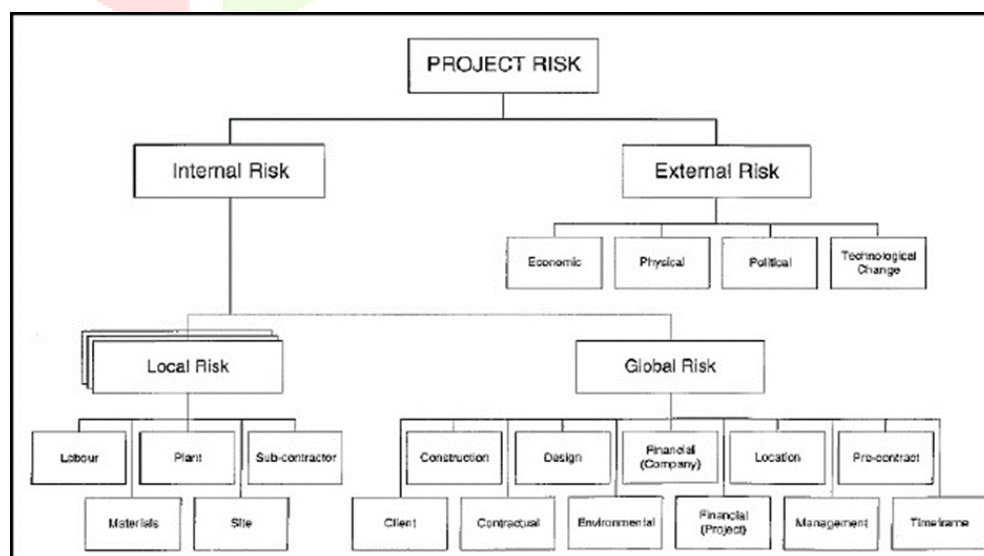 PROJECT RISK
Internal Risk
External Risk
Economic
Physical
Political
Technological
Change
Local Risk
Global Risk
Labour
Plant
Sub-contractor
Construction
Design
Financial
(Company)
Location
Pre-contract
Materials
Site
Client
Contractual
Environmental
Financial
(Project)
Management
Timeframe